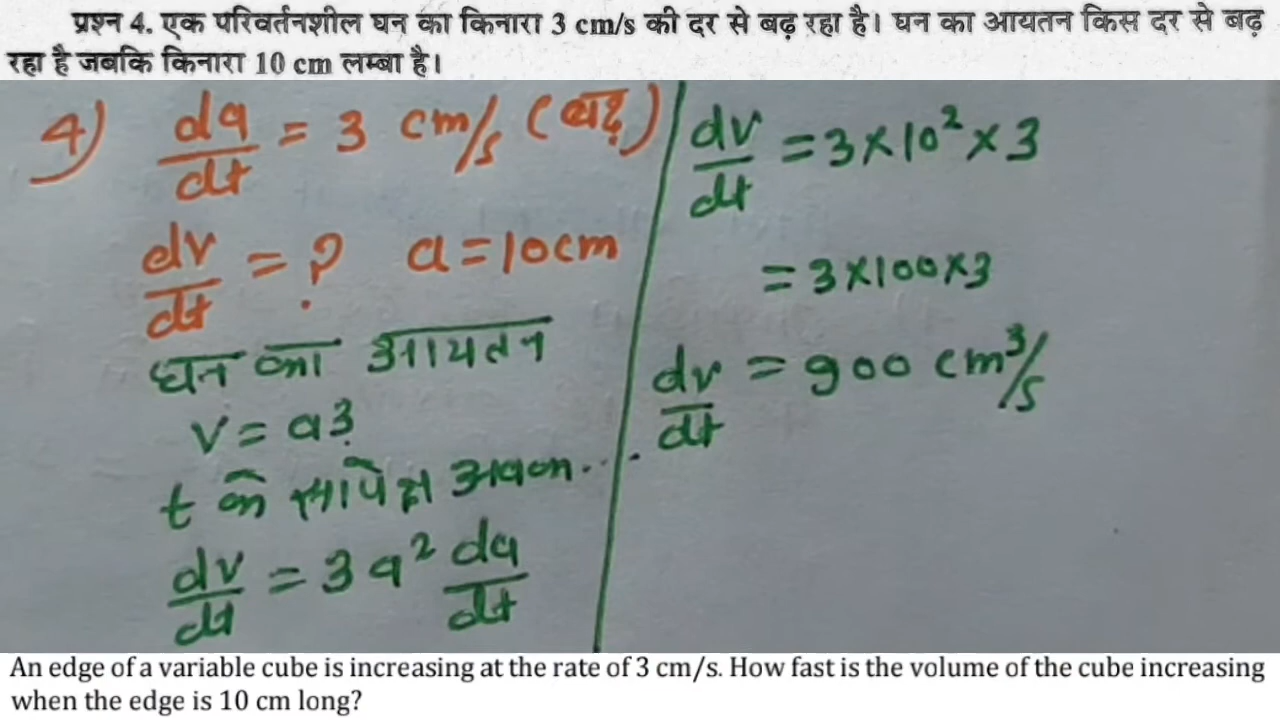 प्रश्न 4. एक परिवर्तनशील घन का किनारा 3 cm/s की दर से बढ़ रहा है। घन का आयतन किस दर से बढ़
रहा है जबकि किनारा 10 cm लम्बा है।
4) da/dt = 3 cm/s (बढ़)
dv/dt = ? a = 10cm
घन का आयतन
v = a³
t के सापेक्ष अवक...
dv/dt = 3a² da/dt
dv/dt = 3×10²×3
= 3×100×3
dv/dt = 900 cm³/s
An edge of a variable cube is increasing at the rate of 3 cm/s. How fast is the volume of the cube increasing
when the edge is 10 cm long?